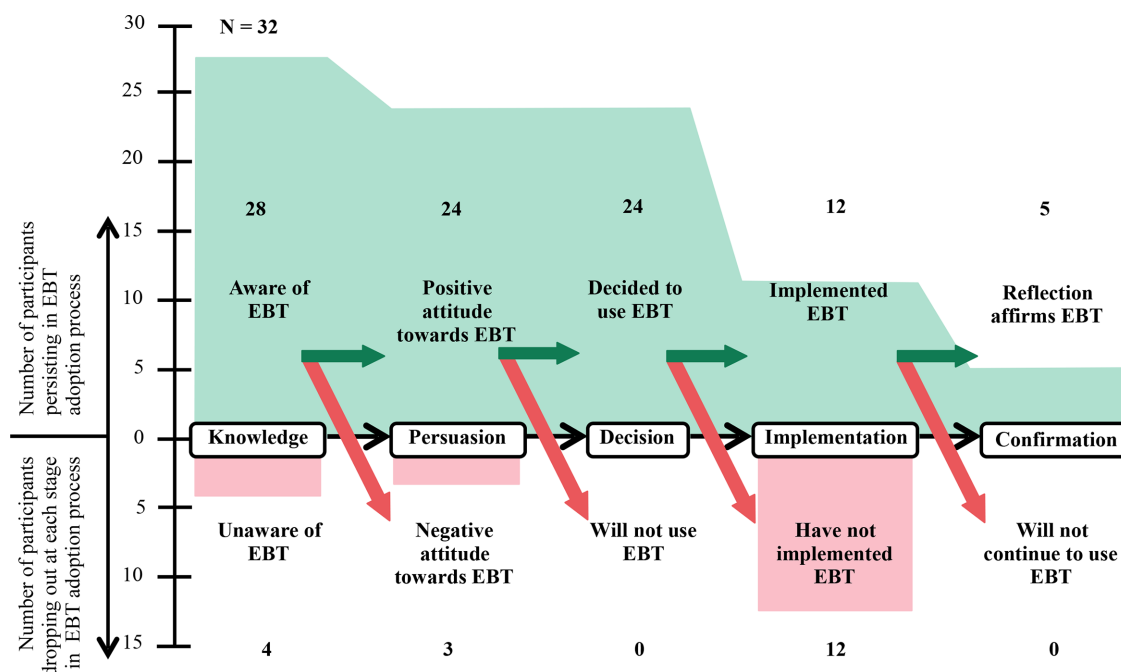 N = 32
30
25
20
15
10
5
0
5
10
15
Number of participants
persisting in EBT
adoption process
Number of participants
dropping out at each stage
in EBT adoption process
28
24
24
12
5
Aware of
EBT
Positive
attitude
towards EBT
Decided to
use EBT
Implemented
EBT
Reflection
affirms EBT
Knowledge
Persuasion
Decision
Implementation
Confirmation
Unaware of
EBT
Negative
attitude
towards EBT
Will not use
EBT
Have not
implemented
EBT
Will not
continue to use
EBT
4
3
0
12
0